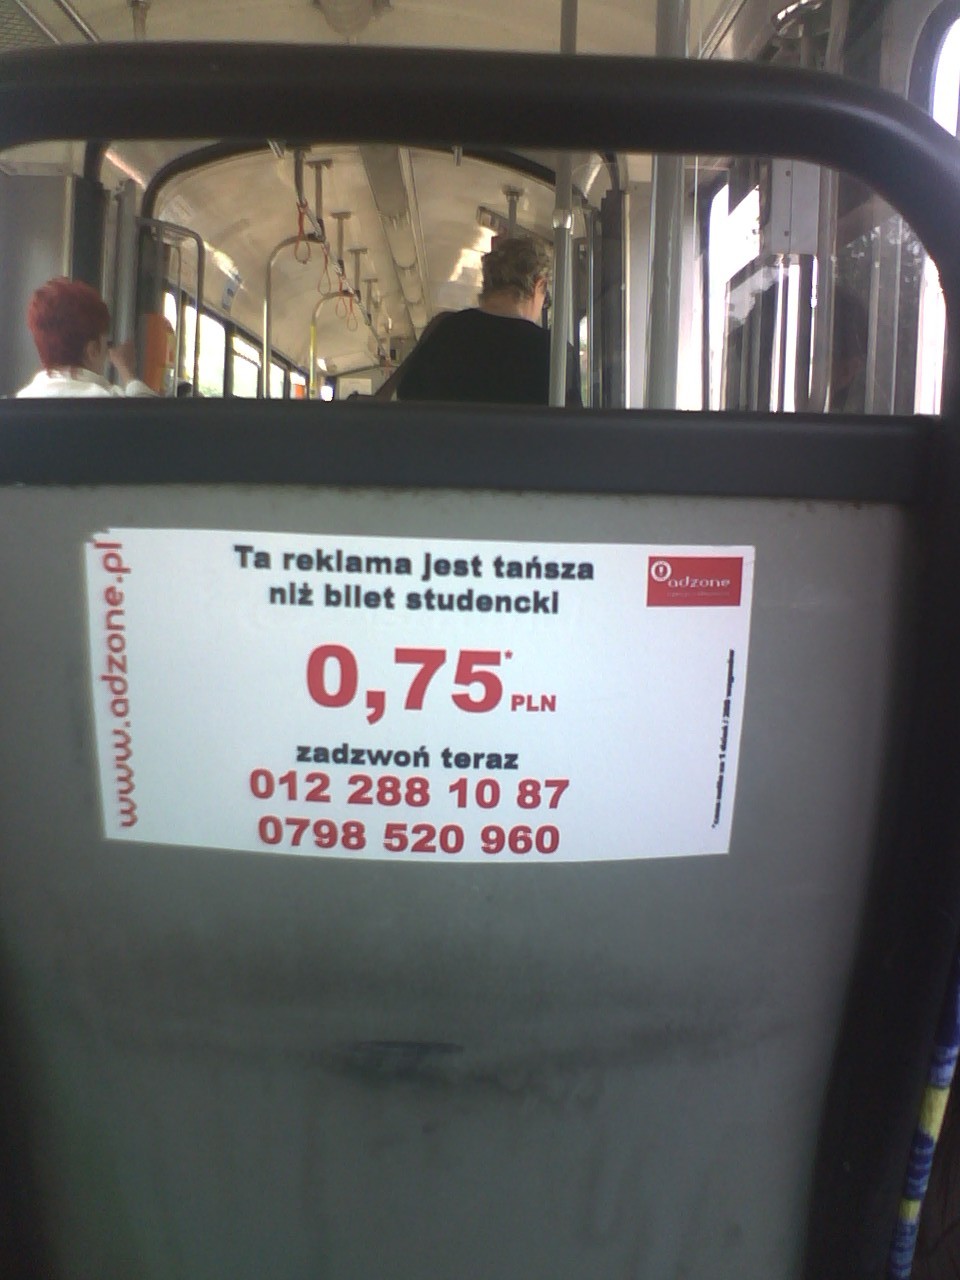 www.adzone.pl
Ta reklama jest tańsza
niż bilet studencki
0,75* PLN
zadzwoń teraz
012 288 10 87
0798 520 960
adzone